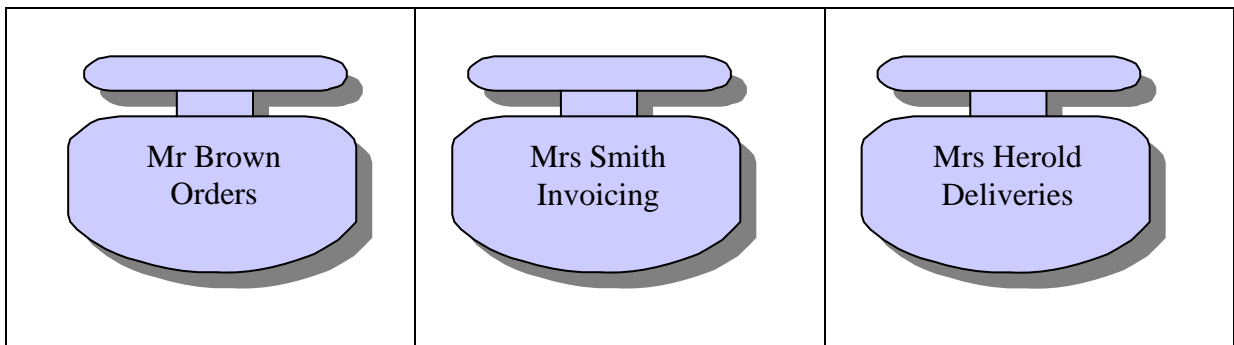 Mr Brown
Orders
Mrs Smith
Invoicing
Mrs Herold
Deliveries